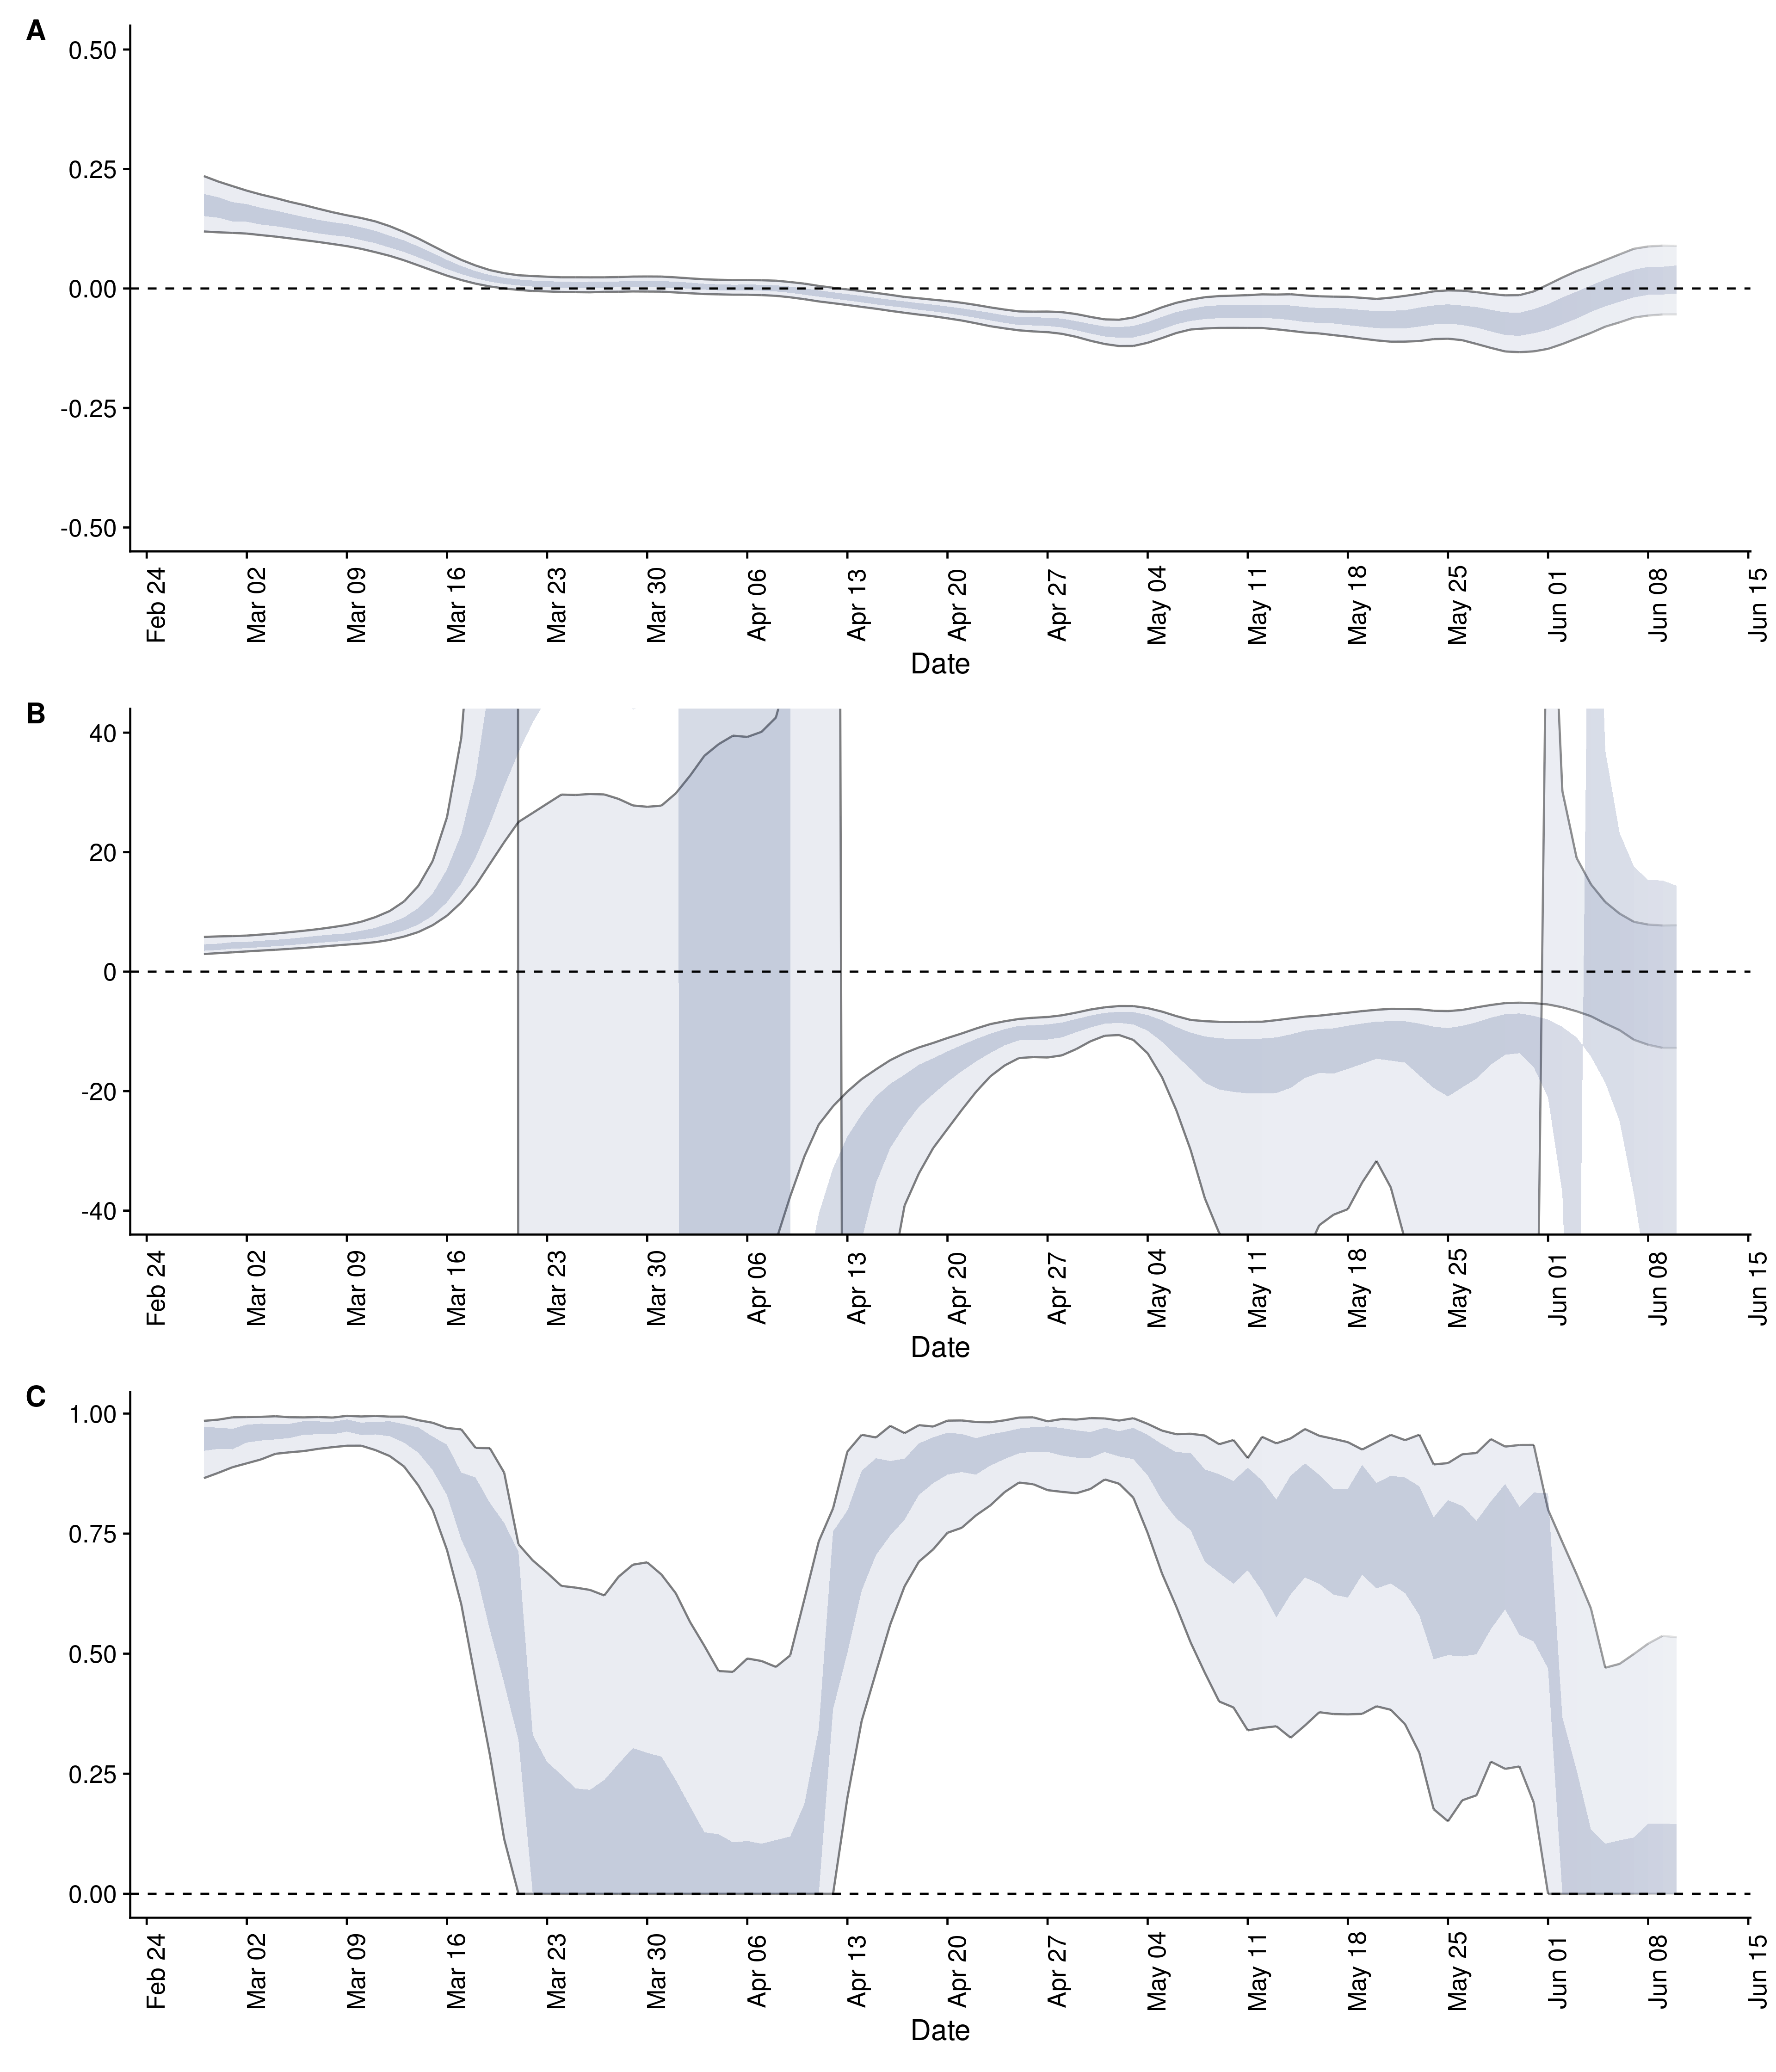 A
0.50
0.25
0.00
-0.25
-0.50
Feb 24
Mar 02
Mar 09
Mar 16
Mar 23
Mar 30
Apr 06
Apr 13
Apr 20
Apr 27
May 04
May 11
May 18
May 25
Jun 01
Jun 08
Jun 15
Date
B
40
20
0
-20
-40
Feb 24
Mar 02
Mar 09
Mar 16
Mar 23
Mar 30
Apr 06
Apr 13
Apr 20
Apr 27
May 04
May 11
May 18
May 25
Jun 01
Jun 08
Jun 15
Date
C
1.00
0.75
0.50
0.25
0.00
Feb 24
Mar 02
Mar 09
Mar 16
Mar 23
Mar 30
Apr 06
Apr 13
Apr 20
Apr 27
May 04
May 11
May 18
May 25
Jun 01
Jun 08
Jun 15
Date